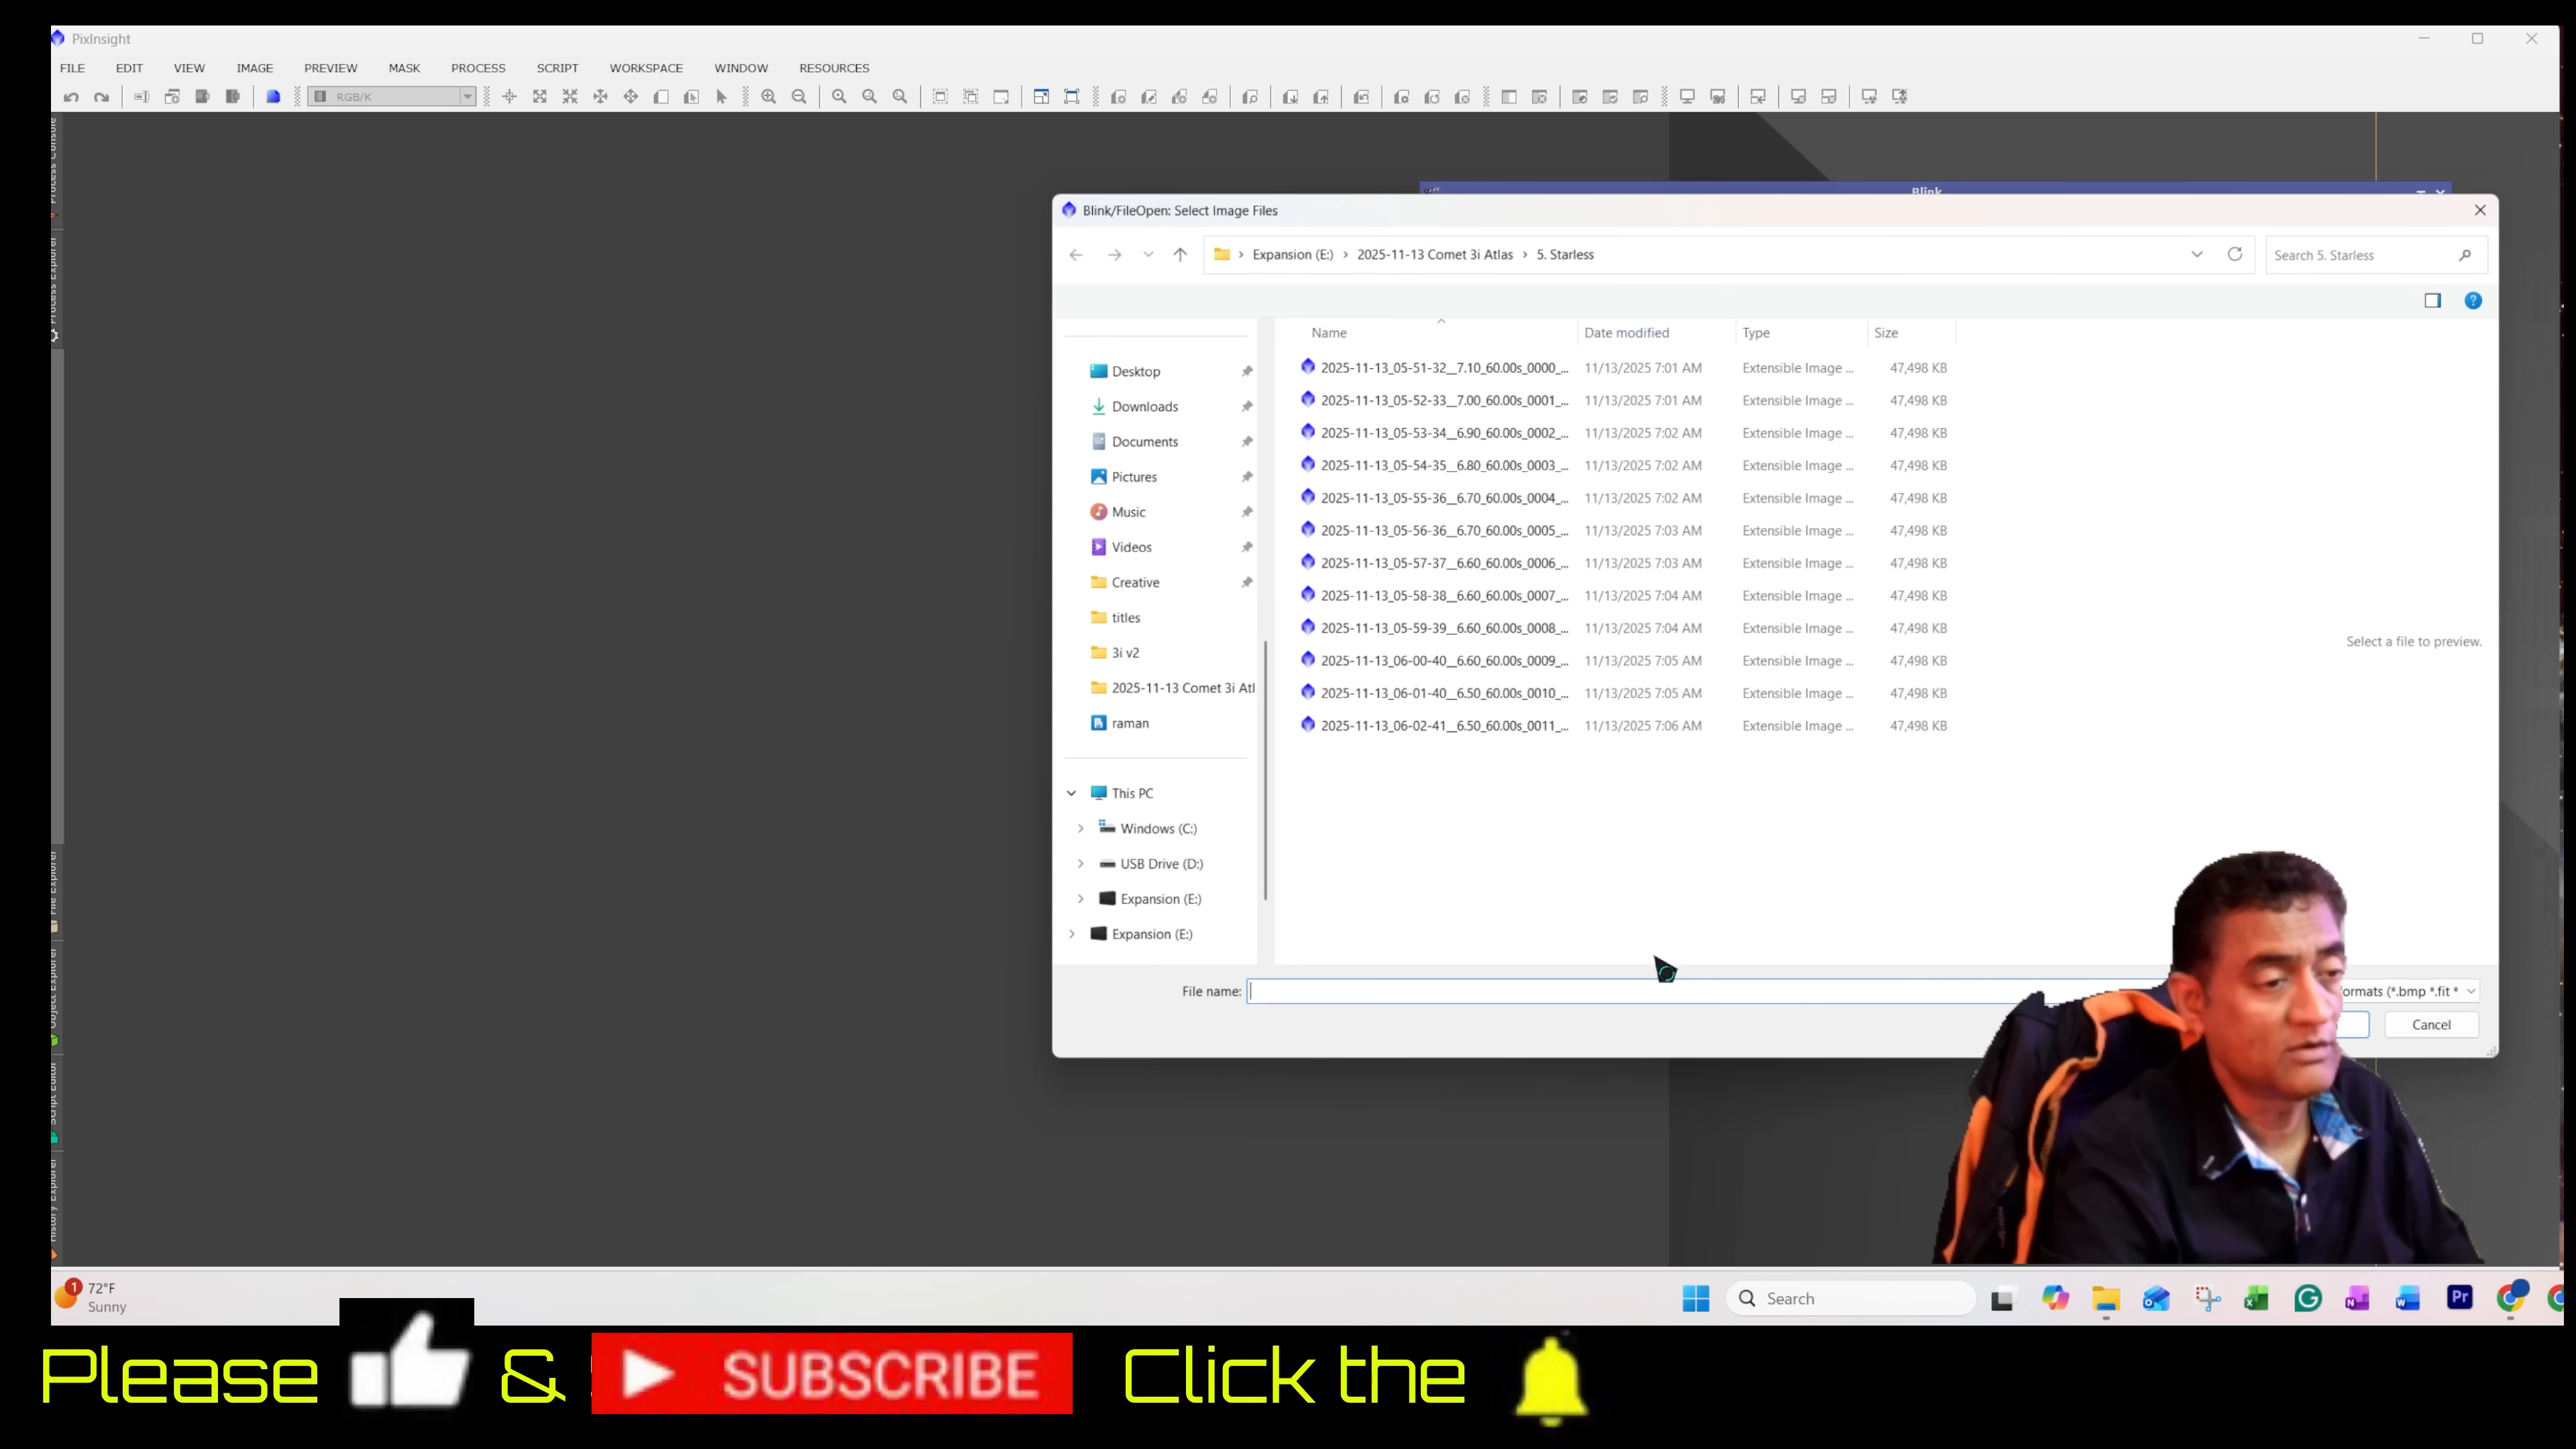 PixInsight
FILE EDIT VIEW IMAGE PREVIEW MASK PROCESS SCRIPT WORKSPACE WINDOW RESOURCES
RGB/K
Process Console
Process Explorer
File Explorer
Object Explorer
Script Editor
History Explorer
Blink
Blink/FileOpen: Select Image Files
Expansion (E:) › 2025-11-13 Comet 3i Atlas › 5. Starless
Search 5. Starless
Name Date modified Type Size
Desktop
Downloads
Documents
Pictures
Music
Videos
Creative
titles
3i v2
2025-11-13 Comet 3i Atl
raman
This PC
Windows (C:)
USB Drive (D:)
Expansion (E:)
Expansion (E:)
2025-11-13_05-51-32__7.10_60.00s_0000_... 11/13/2025 7:01 AM Extensible Image ... 47,498 KB
2025-11-13_05-52-33__7.00_60.00s_0001_... 11/13/2025 7:01 AM Extensible Image ... 47,498 KB
2025-11-13_05-53-34__6.90_60.00s_0002_... 11/13/2025 7:02 AM Extensible Image ... 47,498 KB
2025-11-13_05-54-35__6.80_60.00s_0003_... 11/13/2025 7:02 AM Extensible Image ... 47,498 KB
2025-11-13_05-55-36__6.70_60.00s_0004_... 11/13/2025 7:02 AM Extensible Image ... 47,498 KB
2025-11-13_05-56-36__6.70_60.00s_0005_... 11/13/2025 7:03 AM Extensible Image ... 47,498 KB
2025-11-13_05-57-37__6.60_60.00s_0006_... 11/13/2025 7:03 AM Extensible Image ... 47,498 KB
2025-11-13_05-58-38__6.60_60.00s_0007_... 11/13/2025 7:04 AM Extensible Image ... 47,498 KB
2025-11-13_05-59-39__6.60_60.00s_0008_... 11/13/2025 7:04 AM Extensible Image ... 47,498 KB
2025-11-13_06-00-40__6.60_60.00s_0009_... 11/13/2025 7:05 AM Extensible Image ... 47,498 KB
2025-11-13_06-01-40__6.50_60.00s_0010_... 11/13/2025 7:05 AM Extensible Image ... 47,498 KB
2025-11-13_06-02-41__6.50_60.00s_0011_... 11/13/2025 7:06 AM Extensible Image ... 47,498 KB
Select a file to preview.
File name:
ormats (*.bmp *.fit *
Cancel
1
72°F
Sunny
Search
Pr
Please & SUBSCRIBE Click the